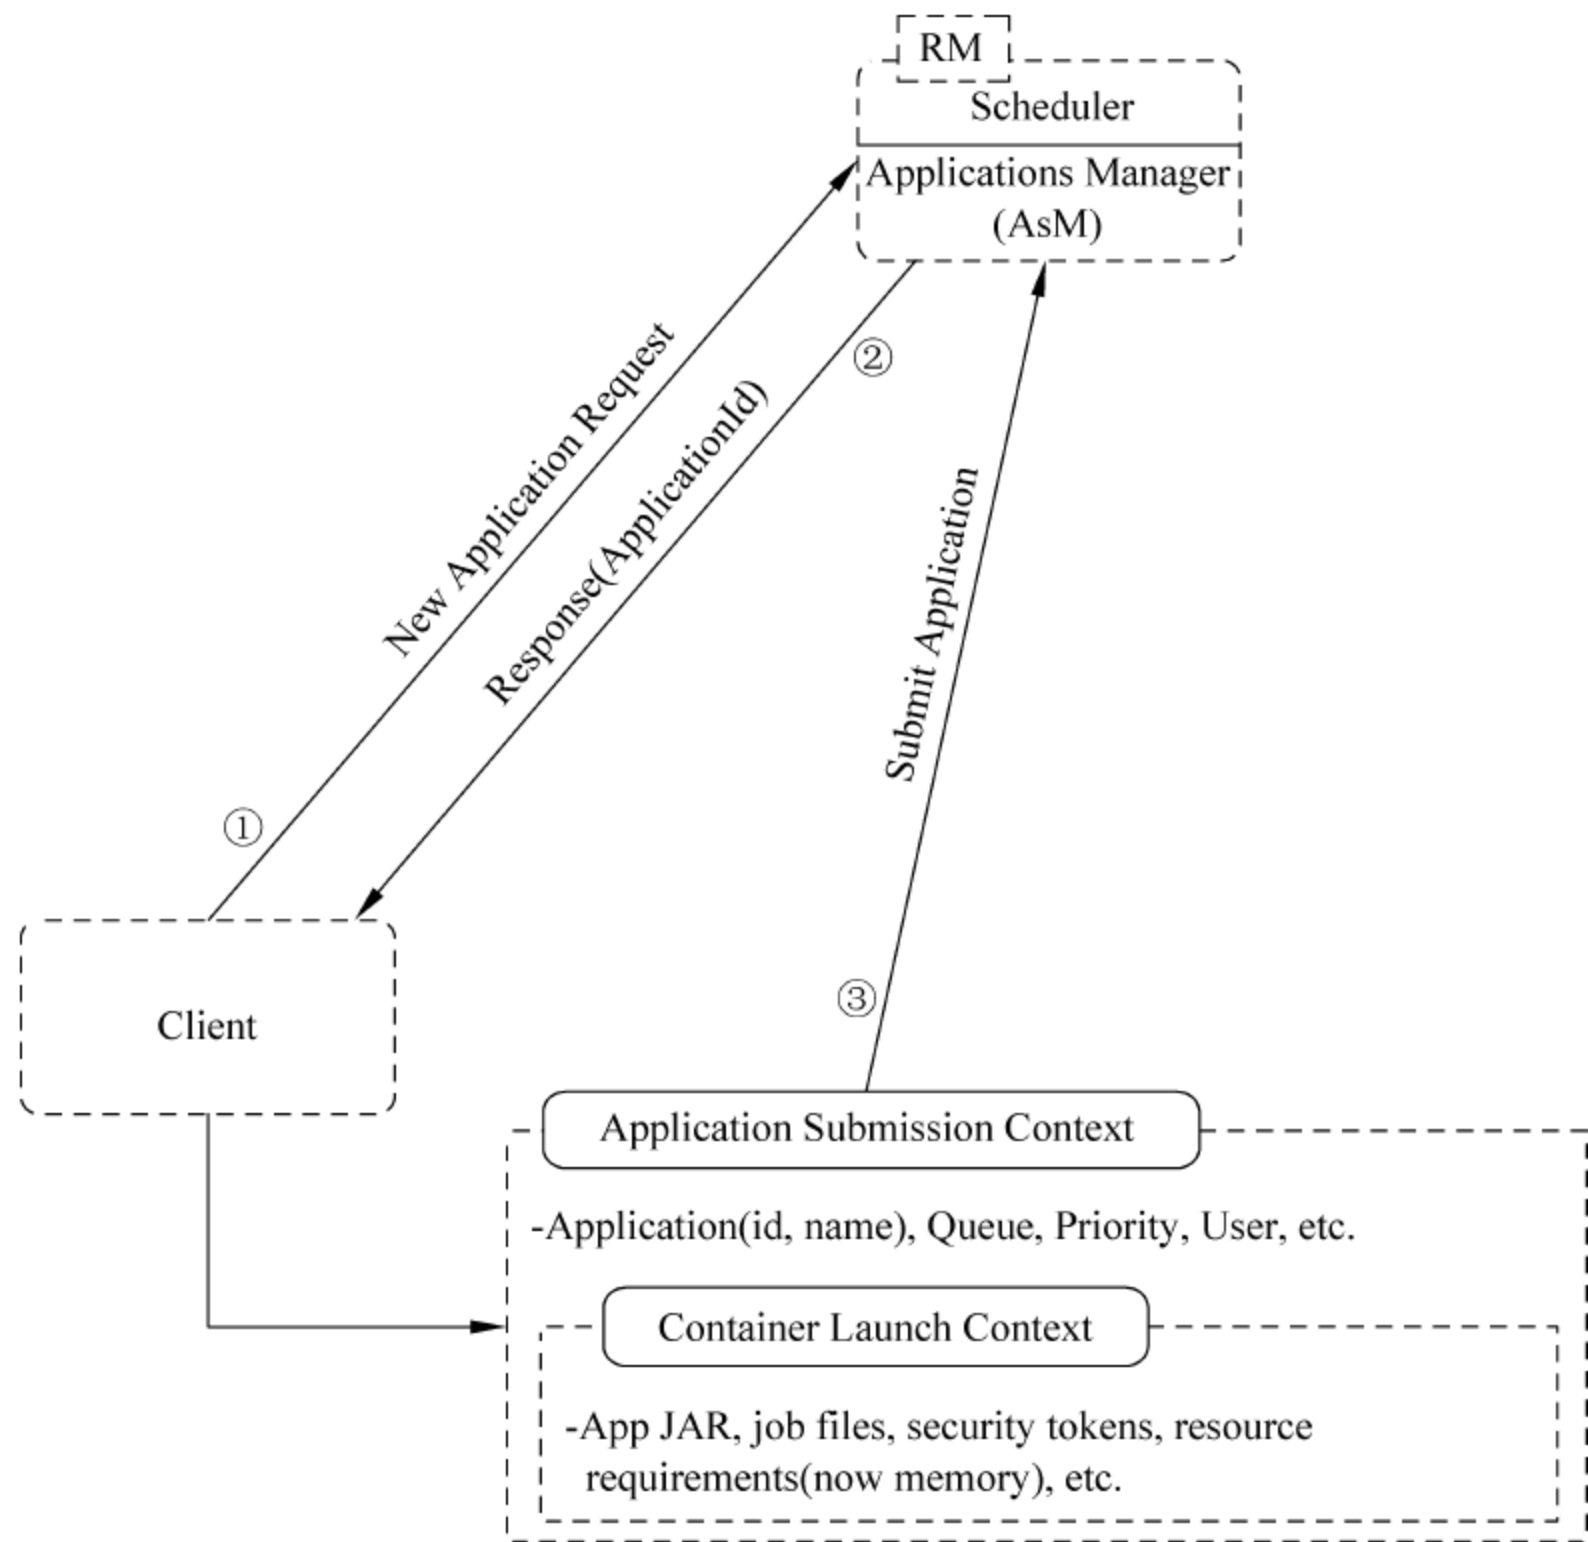 RM
Scheduler
Applications Manager
(AsM)
New Application Request
②
Response(ApplicationId)
Submit Application
①
③
Client
Application Submission Context
-Application(id, name), Queue, Priority, User, etc.
Container Launch Context
-App JAR, job files, security tokens, resource
requirements(now memory), etc.